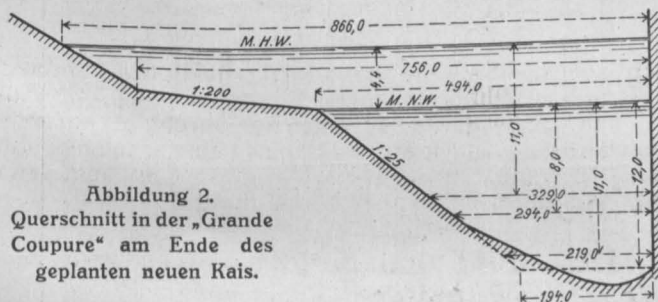 866,0
M.H.W.
4,4
756,0
494,0
1:200
M.N.W.
1:25
11,0
8,0
11,0
12,0
329,0
294,0
219,0
194,0
Abbildung 2.
Querschnitt in der „Grande
Coupure“ am Ende des
geplanten neuen Kais.